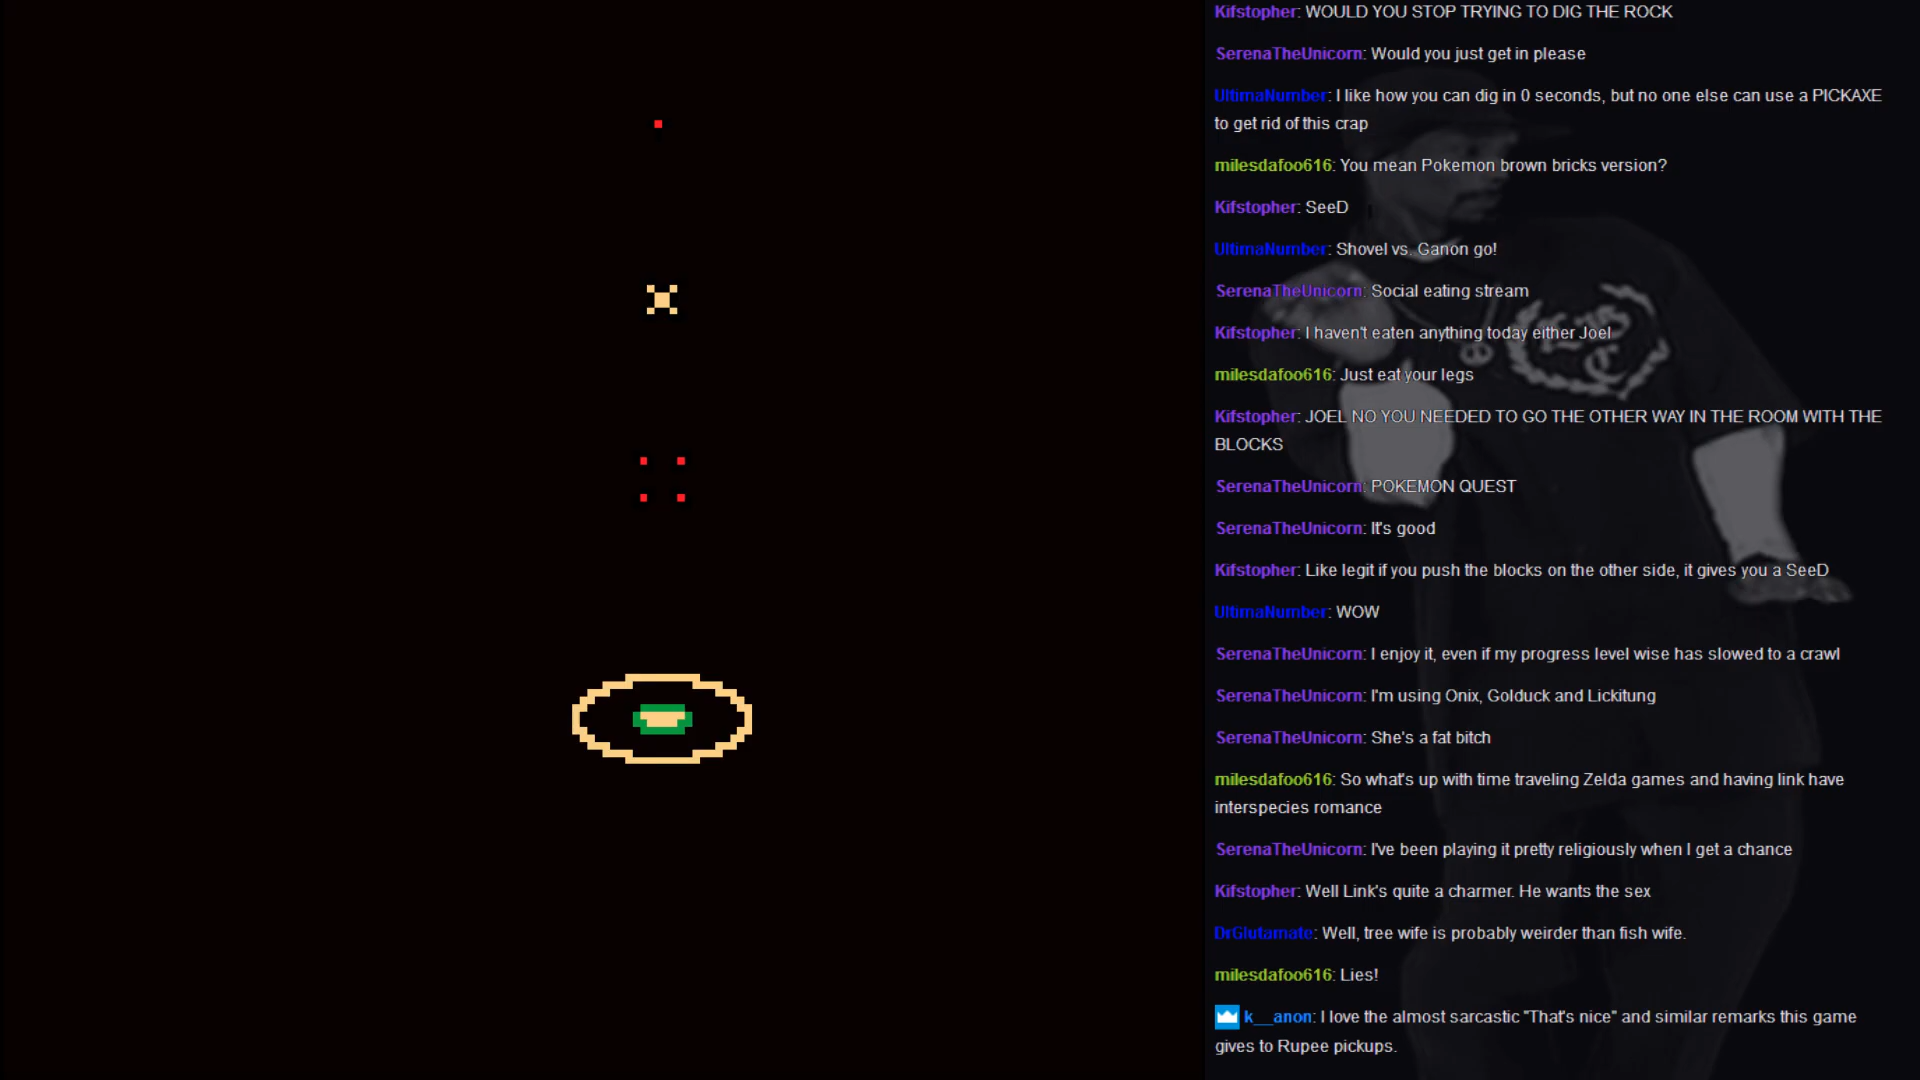 Kifstopher: WOULD YOU STOP TRYING TO DIG THE ROCK
SerenaTheUnicorn: Would you just get in please
UltimaNumber: I like how you can dig in 0 seconds, but no one else can use a PICKAXE
to get rid of this crap
milesdafoo616: You mean Pokemon brown bricks version?
Kifstopher: SeeD
UltimaNumber: Shovel vs. Ganon go!
SerenaTheUnicorn: Social eating stream
Kifstopher: I haven't eaten anything today either Joel
milesdafoo616: Just eat your legs
Kifstopher: JOEL NO YOU NEEDED TO GO THE OTHER WAY IN THE ROOM WITH THE
BLOCKS
SerenaTheUnicorn: POKEMON QUEST
SerenaTheUnicorn: It's good
Kifstopher: Like legit if you push the blocks on the other side, it gives you a SeeD
UltimaNumber: WOW
SerenaTheUnicorn: I enjoy it, even if my progress level wise has slowed to a crawl
SerenaTheUnicorn: I'm using Onix, Golduck and Lickitung
SerenaTheUnicorn: She's a fat bitch
milesdafoo616: So what's up with time traveling Zelda games and having link have
interspecies romance
SerenaTheUnicorn: I've been playing it pretty religiously when I get a chance
Kifstopher: Well Link's quite a charmer. He wants the sex
DrGlutamate: Well, tree wife is probably weirder than fish wife.
milesdafoo616: Lies!
k__anon: I love the almost sarcastic "That's nice" and similar remarks this game
gives to Rupee pickups.